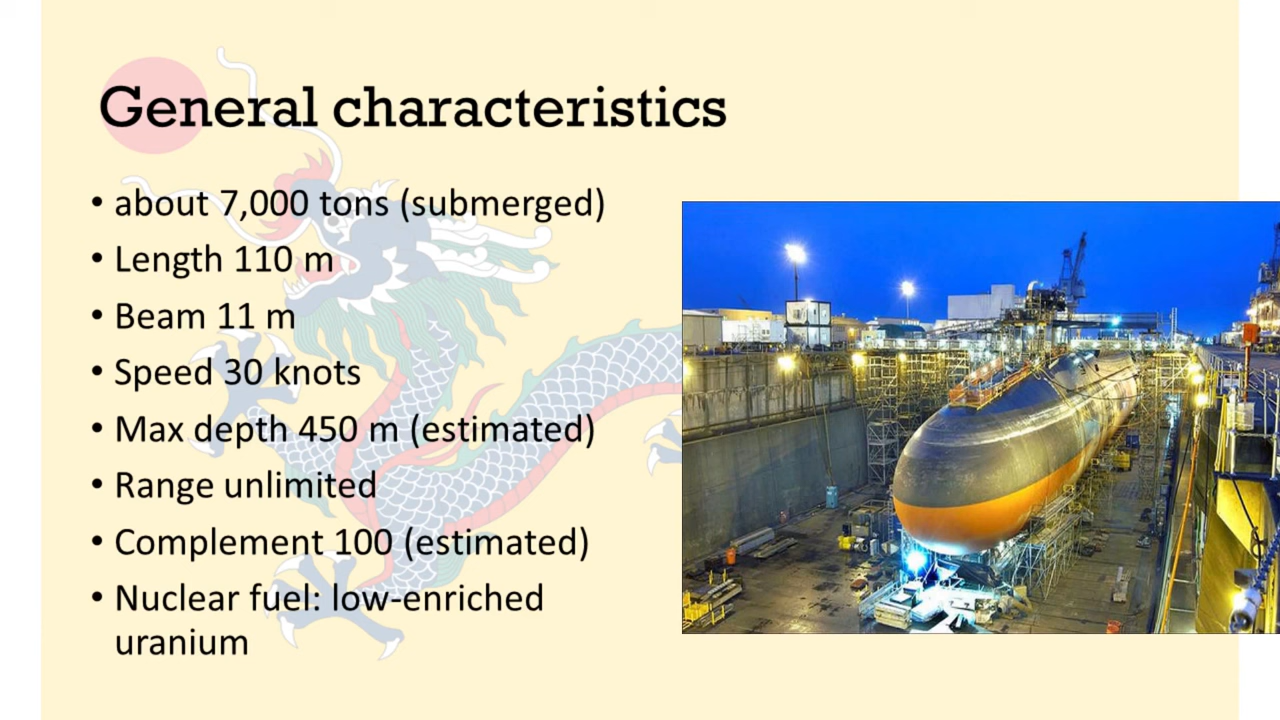 General characteristics
• about 7,000 tons (submerged)
• Length 110 m
• Beam 11 m
• Speed 30 knots
• Max depth 450 m (estimated)
• Range unlimited
• Complement 100 (estimated)
• Nuclear fuel: low-enriched
uranium